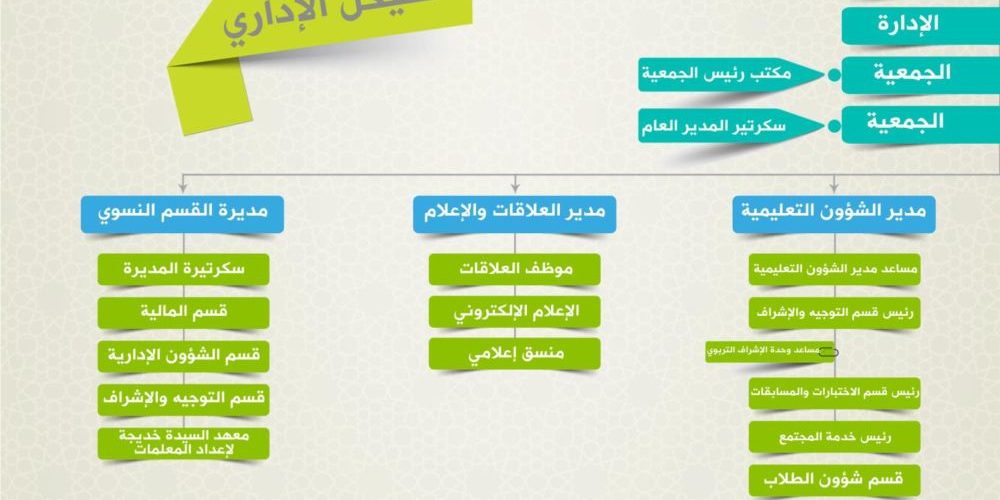 الإداري
الإدارة
الجمعية
مكتب رئيس الجمعية
الجمعية
سكرتير المدير العام
مدير الشؤون التعليمية
مساعد مدير الشؤون التعليمية
رئيس قسم التوجيه والإشراف
مساعد وحدة الإشراف التربوي
رئيس قسم الاختبارات والمسابقات
رئيس خدمة المجتمع
قسم شؤون الطلاب
مدير العلاقات والإعلام
موظف العلاقات
الإعلام الإلكتروني
منسق إعلامي
مديرة القسم النسوي
سكرتيرة المديرة
قسم المالية
قسم الشؤون الإدارية
قسم التوجيه والإشراف
معهد السيدة خديجة
لإعداد المعلمات